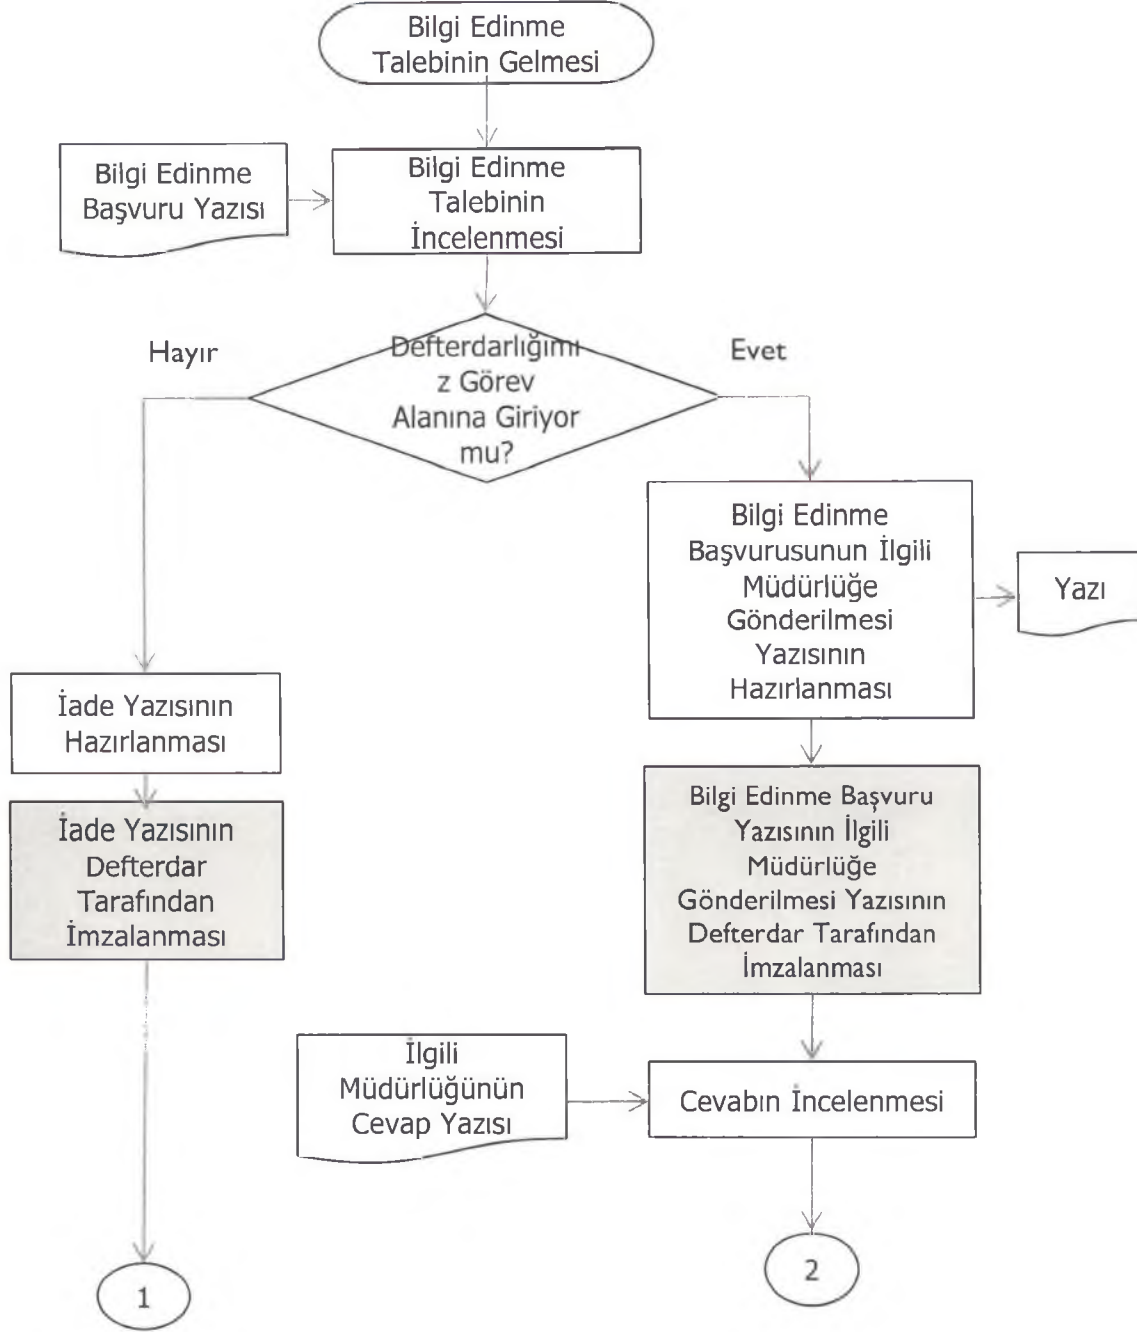 Bilgi Edinme
Talebinin Gelmesi
Bilgi Edinme
Başvuru Yazısı
Bilgi Edinme
Talebinin
İncelenmesi
Hayır
Defterdarlığımı
z Görev
Alanına Giriyor
mu?
Evet
Bilgi Edinme
Başvurusunun İlgili
Müdürlüğe
Gönderilmesi
Yazısının
Hazırlanması
Yazı
İade Yazısının
Hazırlanması
İade Yazısının
Defterdar
Tarafından
İmzalanması
Bilgi Edinme Başvuru
Yazısının İlgili
Müdürlüğe
Gönderilmesi Yazısının
Defterdar Tarafından
İmzalanması
İlgili
Müdürlüğünün
Cevap Yazısı
Cevabın İncelenmesi
1
2